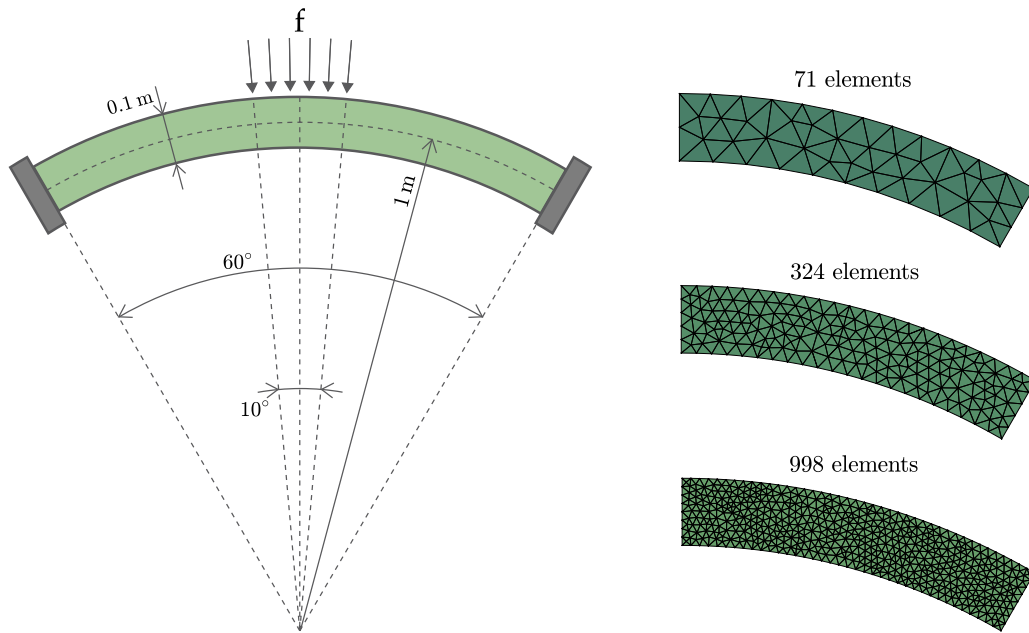 f
0.1 m
1 m
60°
10°
71 elements
324 elements
998 elements